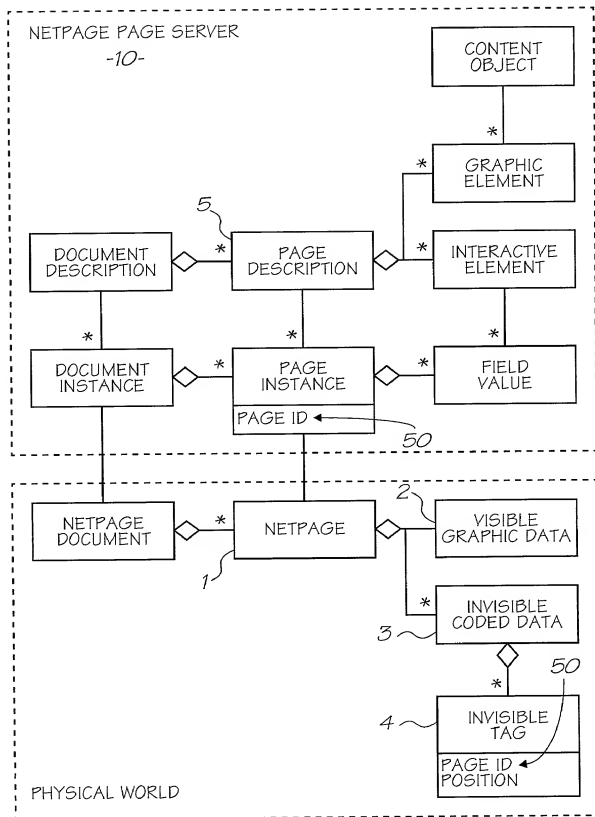 NETPAGE PAGE SERVER
-10-
CONTENT
OBJECT
*
*
GRAPHIC
ELEMENT
5
DOCUMENT
DESCRIPTION
*
PAGE
DESCRIPTION
*
INTERACTIVE
ELEMENT
*
*
*
DOCUMENT
INSTANCE
*
PAGE
INSTANCE
*
FIELD
VALUE
PAGE ID
50
NETPAGE
DOCUMENT
*
NETPAGE
1
2
VISIBLE
GRAPHIC DATA
*
INVISIBLE
CODED DATA
3
*
50
4
INVISIBLE
TAG
PAGE ID
POSITION
PHYSICAL WORLD